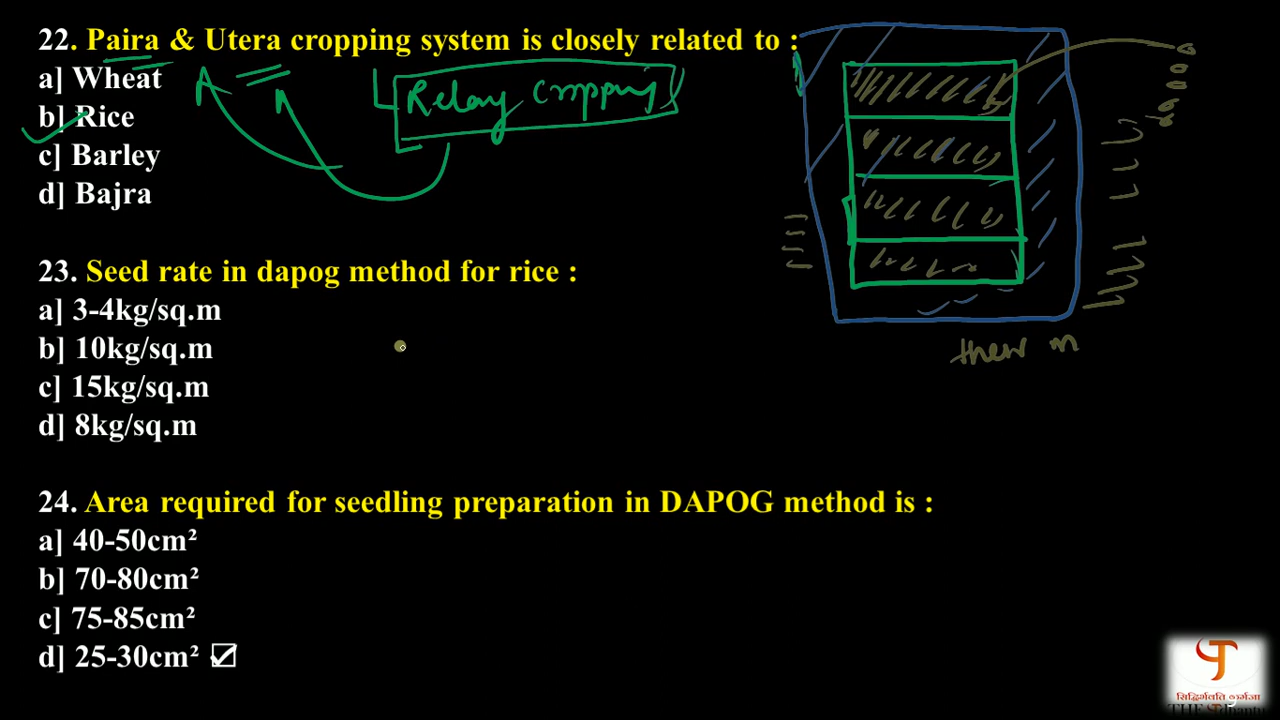 22. Paira & Utera cropping system is closely related to :
a] Wheat
Relay cropping
b] Rice
c] Barley
d] Bajra
23. Seed rate in dapog method for rice :
a] 3-4kg/sq.m
b] 10kg/sq.m
c] 15kg/sq.m
d] 8kg/sq.m
24. Area required for seedling preparation in DAPOG method is :
a] 40-50cm²
b] 70-80cm²
c] 75-85cm²
d] 25-30cm² ☑